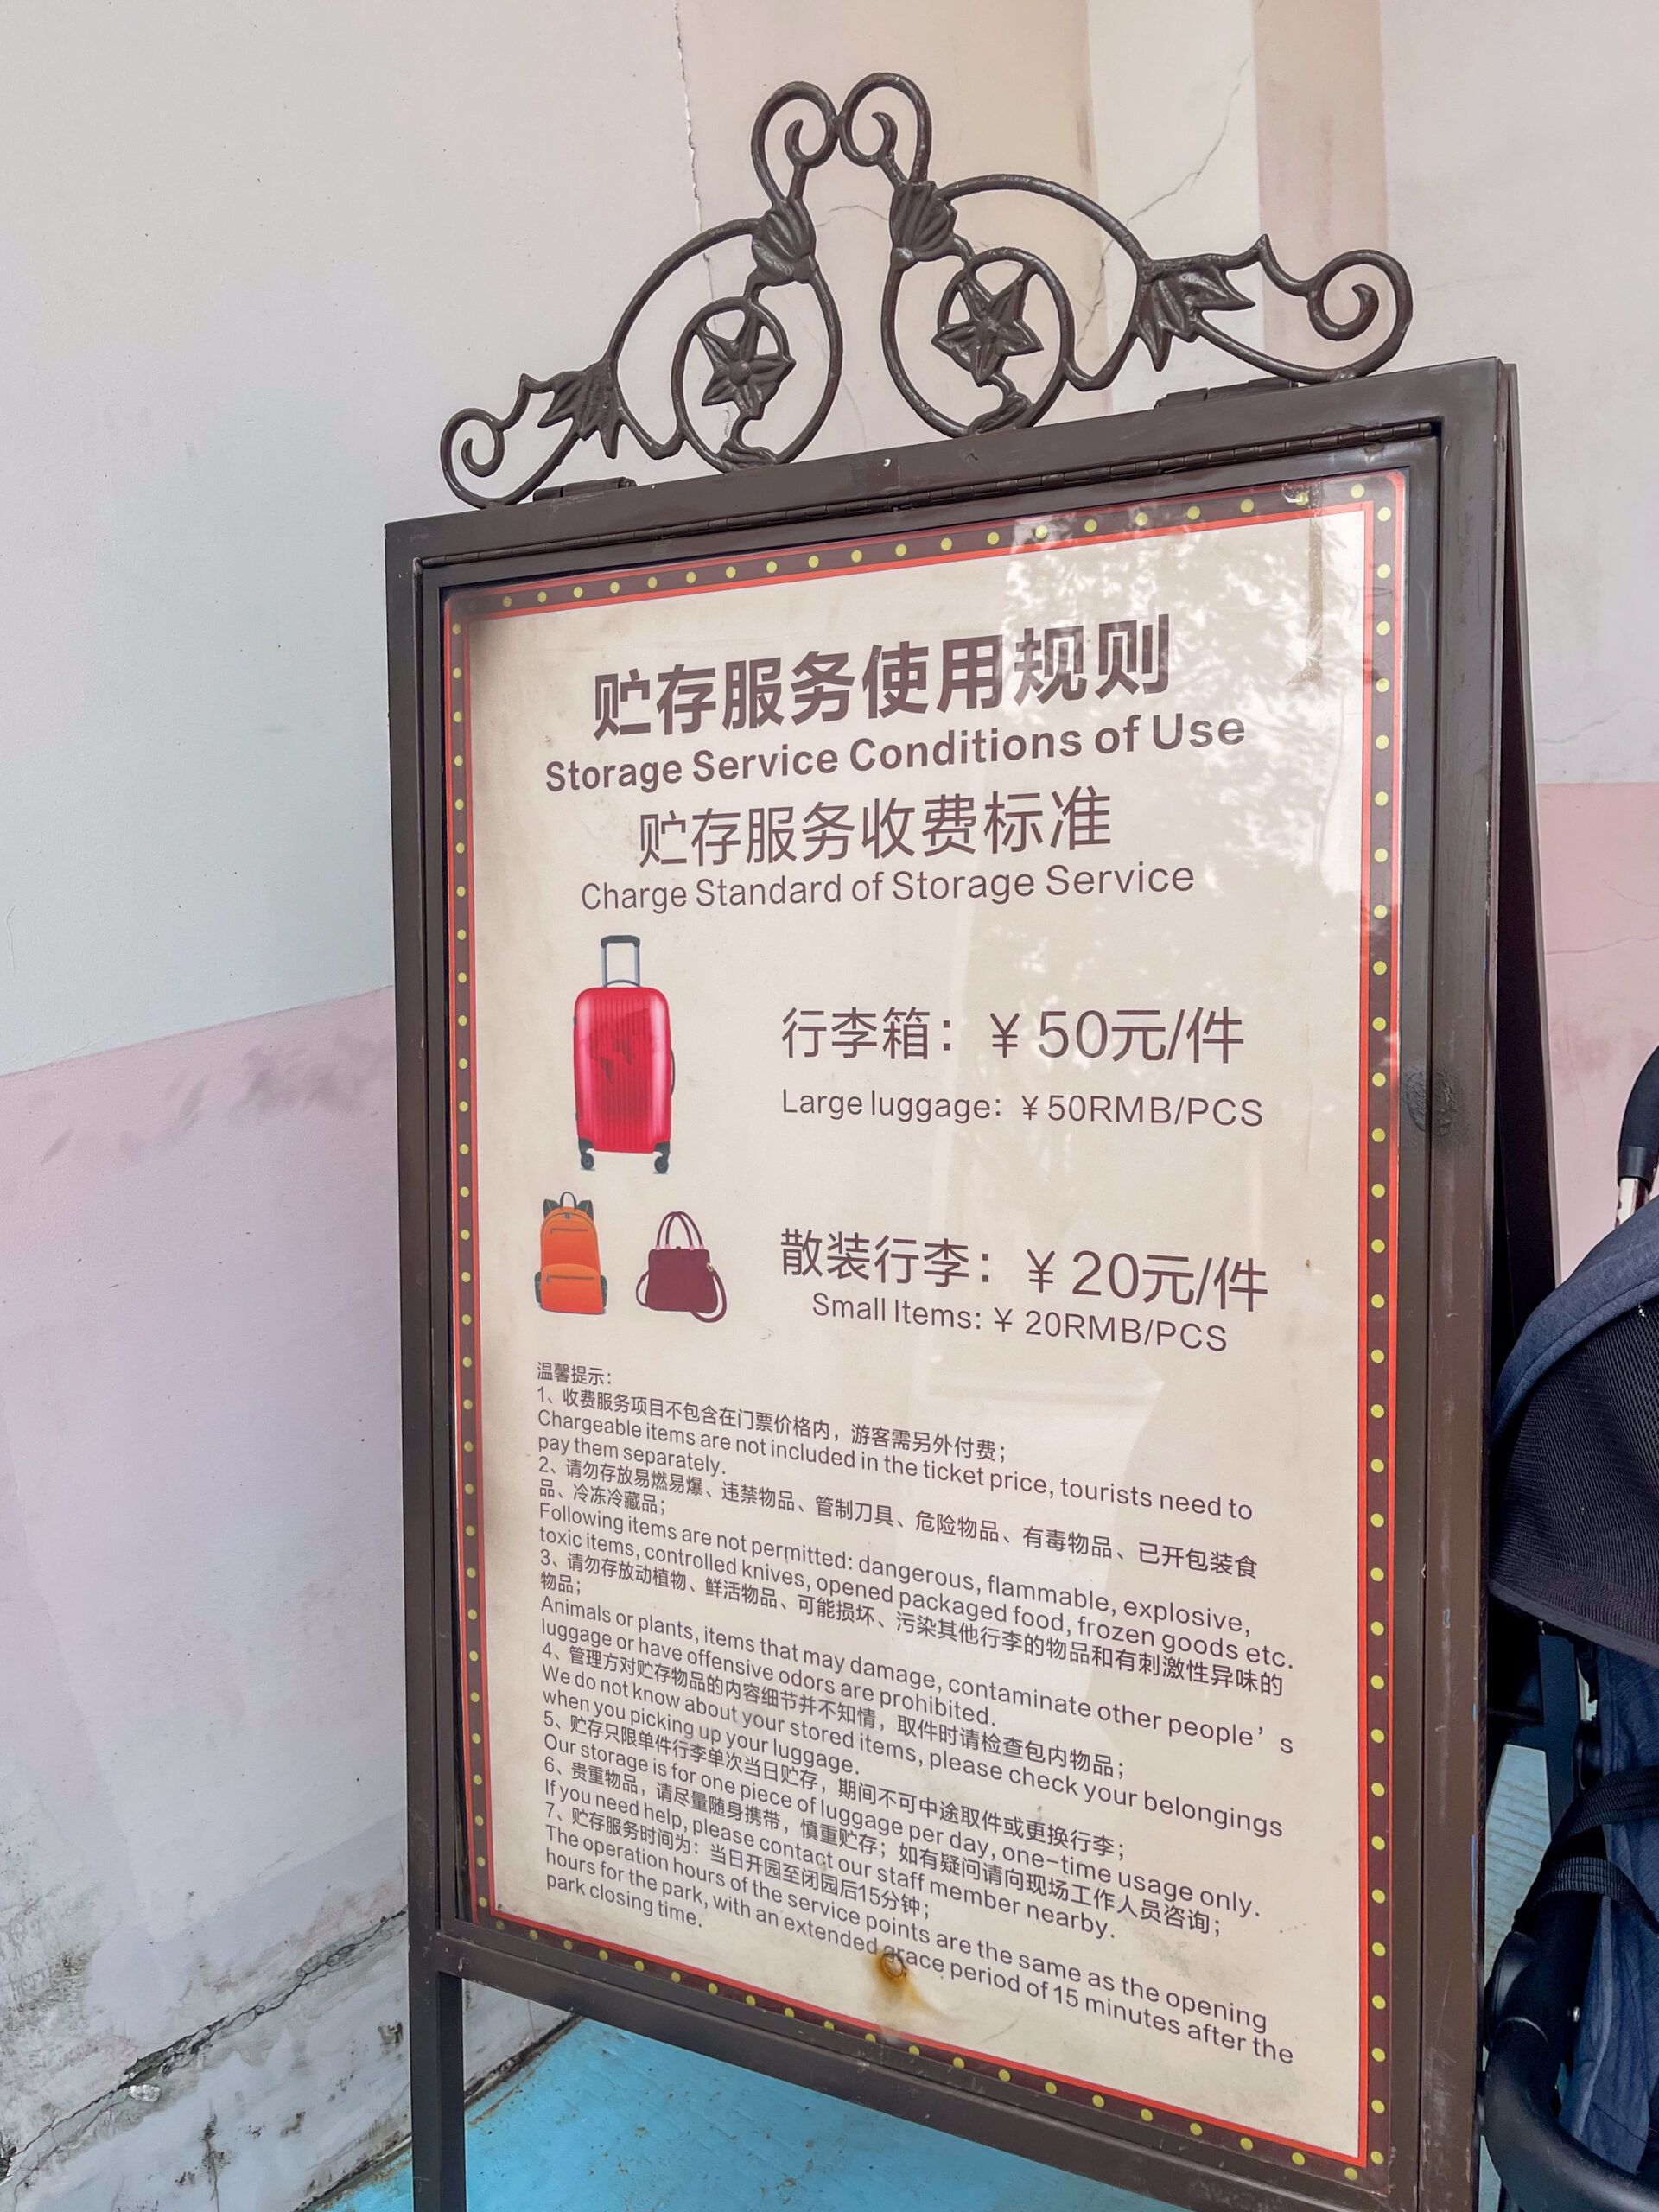 贮存服务使用规则
Storage Service Conditions of Use
贮存服务收费标准
Charge Standard of Storage Service
行李箱：￥50元/件
Large luggage: ￥50RMB/PCS
散装行李：￥20元/件
Small Items: ￥ 20RMB/PCS
温馨提示：
1、收费服务项目不包含在门票价格内，游客需另外付费；
Chargeable items are not included in the ticket price, tourists need to
pay them separately.
2、请勿存放易燃易爆、违禁物品、管制刀具、危险物品、有毒物品、已开包装食
品、冷冻冷藏品；
Following items are not permitted: dangerous, flammable, explosive,
toxic items, controlled knives, opened packaged food, frozen goods etc.
3、请勿存放动植物、鲜活物品、可能损坏、污染其他行李的物品和有刺激性异味的
物品；
Animals or plants, items that may damage, contaminate other people's
luggage or have offensive odors are prohibited.
4、管理方对贮存物品的内容细节并不知情，取件时请检查包内物品；
We do not know about your stored items, please check your belongings
when you picking up your luggage.
5、贮存只限单件行李单次当日贮存，期间不可中途取件或更换行李；
Our storage is for one piece of luggage per day, one-time usage only.
6、贵重物品，请尽量随身携带，慎重贮存；如有疑问请向现场工作人员咨询；
If you need help, please contact our staff member nearby.
7、贮存服务时间为：当日开园至闭园后15分钟；
The operation hours of the service points are the same as the opening
hours for the park, with an extended grace period of 15 minutes after the
park closing time.